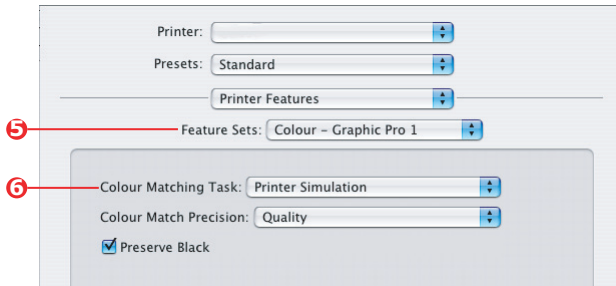 Printer:
Presets: Standard
Printer Features
5 Feature Sets: Colour – Graphic Pro 1
6 Colour Matching Task: Printer Simulation
Colour Match Precision: Quality
Preserve Black